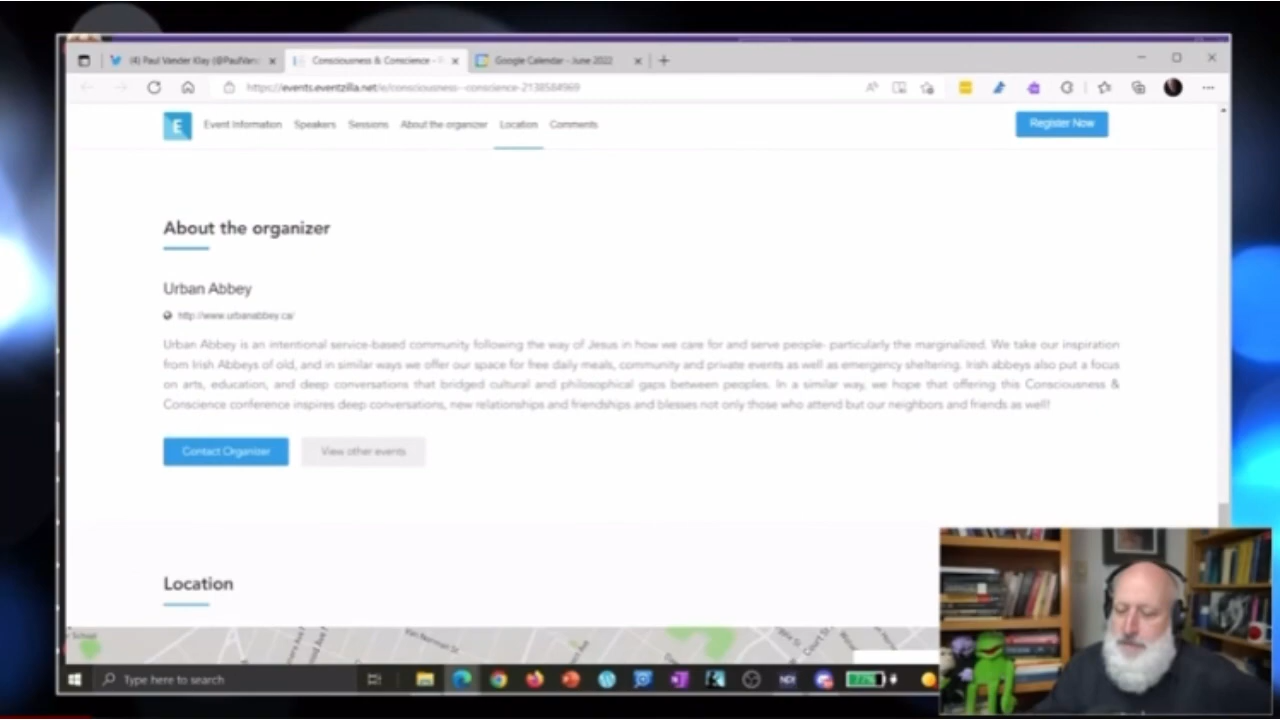 (4) Paul Vander Klay (@PaulVan
Consciousness & Conscience -
Google Calendar - June 2022
https://events.eventzilla.net/e/consciousness--conscience-2138584969
E
Event Information
Speakers
Sessions
About the organizer
Location
Comments
Register Now
About the organizer
Urban Abbey
http://www.urbanabbey.ca/
Urban Abbey is an intentional service-based community following the way of Jesus in how we care for and serve people- particularly the marginalized. We take our inspiration
from Irish Abbeys of old, and in similar ways we offer our space for free daily meals, community and private events as well as emergency sheltering. Irish abbeys also put a focus
on arts, education, and deep conversations that bridged cultural and philosophical gaps between peoples. In a similar way, we hope that offering this Consciousness &
Conscience conference inspires deep conversations, new relationships and friendships and blesses not only those who attend but our neighbors and friends as well!
Contact Organizer
View other events
Location
School
Van Norman St
Court St
Type here to search
NDI
77%